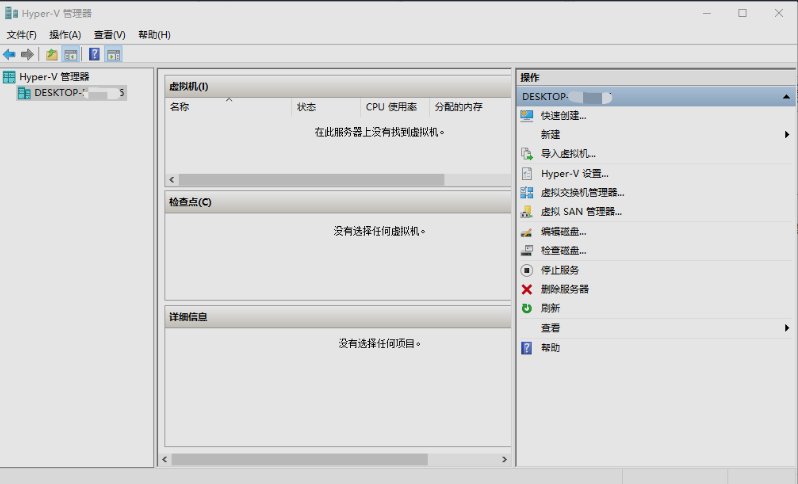 Hyper-V 管理器
文件(F) 操作(A) 查看(V) 帮助(H)
Hyper-V 管理器
DESKTOP-
虚拟机(I)
名称 状态 CPU 使用率 分配的内存
在此服务器上没有找到虚拟机。
检查点(C)
没有选择任何虚拟机。
详细信息
没有选择任何项目。
操作
DESKTOP-
快速创建...
新建
导入虚拟机...
Hyper-V 设置...
虚拟交换机管理器...
虚拟 SAN 管理器...
编辑磁盘...
检查磁盘...
停止服务
删除服务器
刷新
查看
帮助